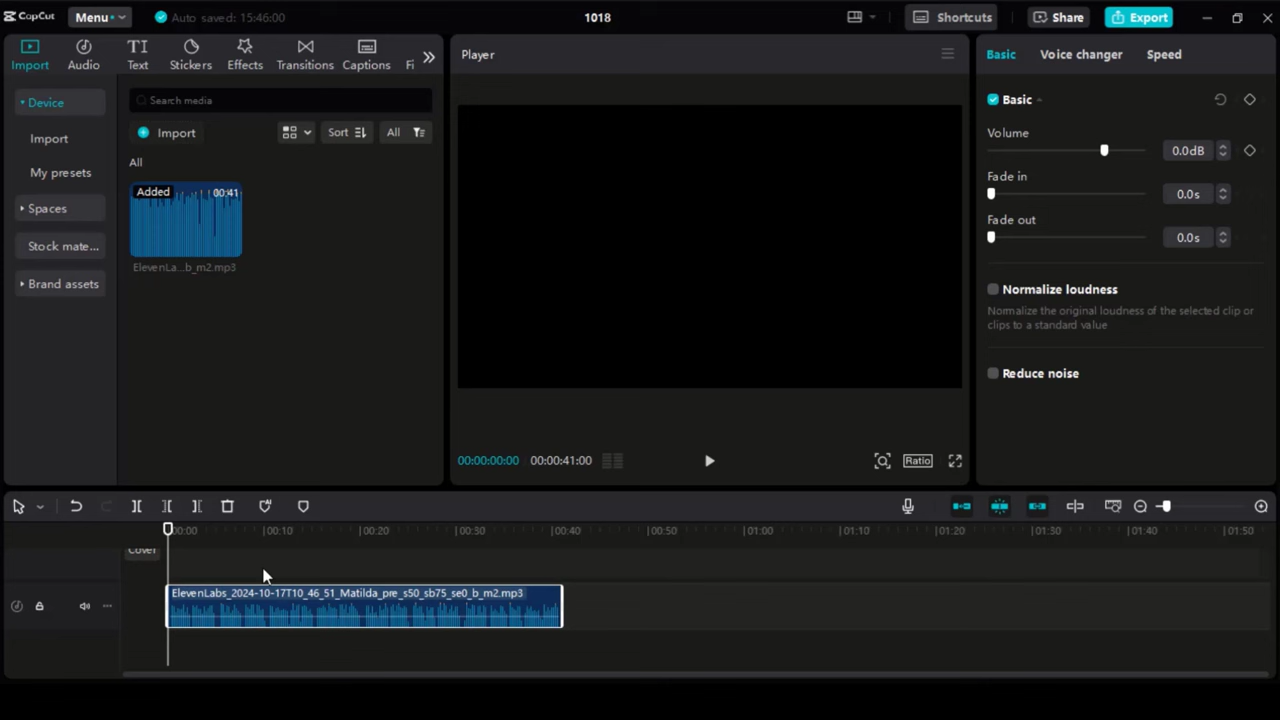 CapCut
Menu
Auto saved: 15:46:00
1018
Shortcuts
Share
Export
Import
Audio
Text
Stickers
Effects
Transitions
Captions
Fi
Device
Import
My presets
Spaces
Stock mate...
Brand assets
Search media
Import
Sort
All
All
Added
00:41
ElevenLa...b_m2.mp3
Player
00:00:00:00
00:00:41:00
Ratio
Basic
Voice changer
Speed
Basic
Volume
0.0dB
Fade in
0.0s
Fade out
0.0s
Normalize loudness
Normalize the original loudness of the selected clip or
clips to a standard value
Reduce noise
00:00
00:10
00:20
00:30
00:40
00:50
01:00
01:10
01:20
01:30
01:40
01:50
Cover
ElevenLabs_2024-10-17T10_46_51_Matilda_pre_s50_sb75_se0_b_m2.mp3